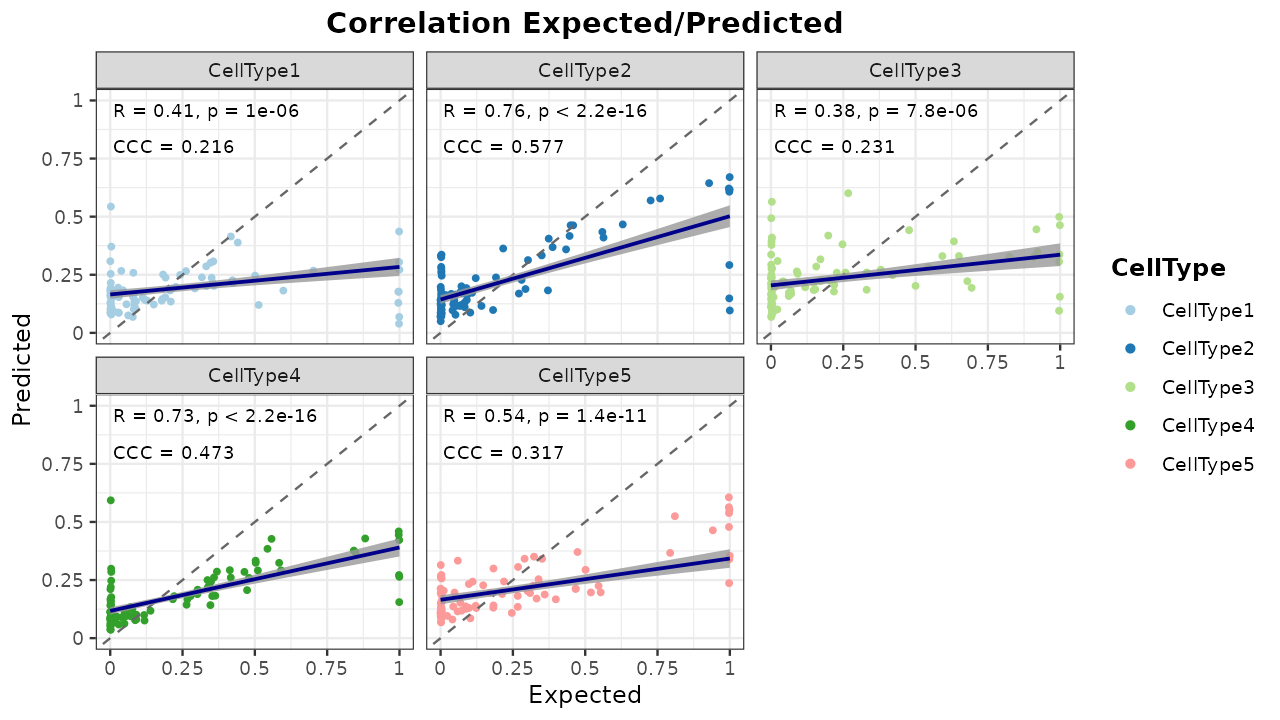 Correlation Expected/Predicted
CellType1
CellType2
CellType3
R = 0.41, p = 1e-06
CCC = 0.216
R = 0.76, p < 2.2e-16
CCC = 0.577
R = 0.38, p = 7.8e-06
CCC = 0.231
1
0.75
0.5
0.25
0
0 0.25 0.5 0.75 1
CellType4
CellType5
R = 0.73, p < 2.2e-16
CCC = 0.473
R = 0.54, p = 1.4e-11
CCC = 0.317
1
0.75
0.5
0.25
0
0 0.25 0.5 0.75 1
0 0.25 0.5 0.75 1
Predicted
Expected
CellType
CellType1
CellType2
CellType3
CellType4
CellType5